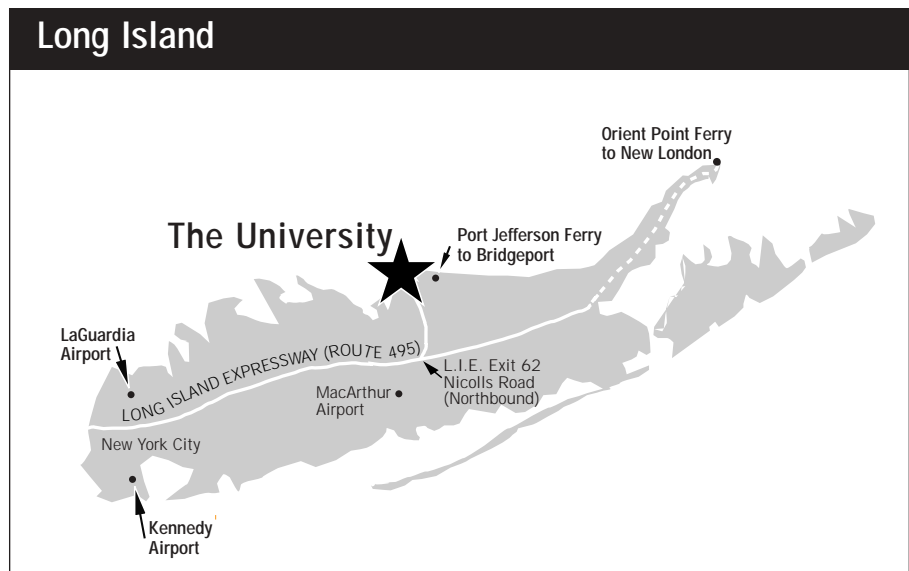 Long Island
Orient Point Ferry
to New London
The University
Port Jefferson Ferry
to Bridgeport
LaGuardia
Airport
LONG ISLAND EXPRESSWAY (ROUTE 495)
L.I.E. Exit 62
Nicolls Road
(Northbound)
MacArthur
Airport
New York City
Kennedy
Airport